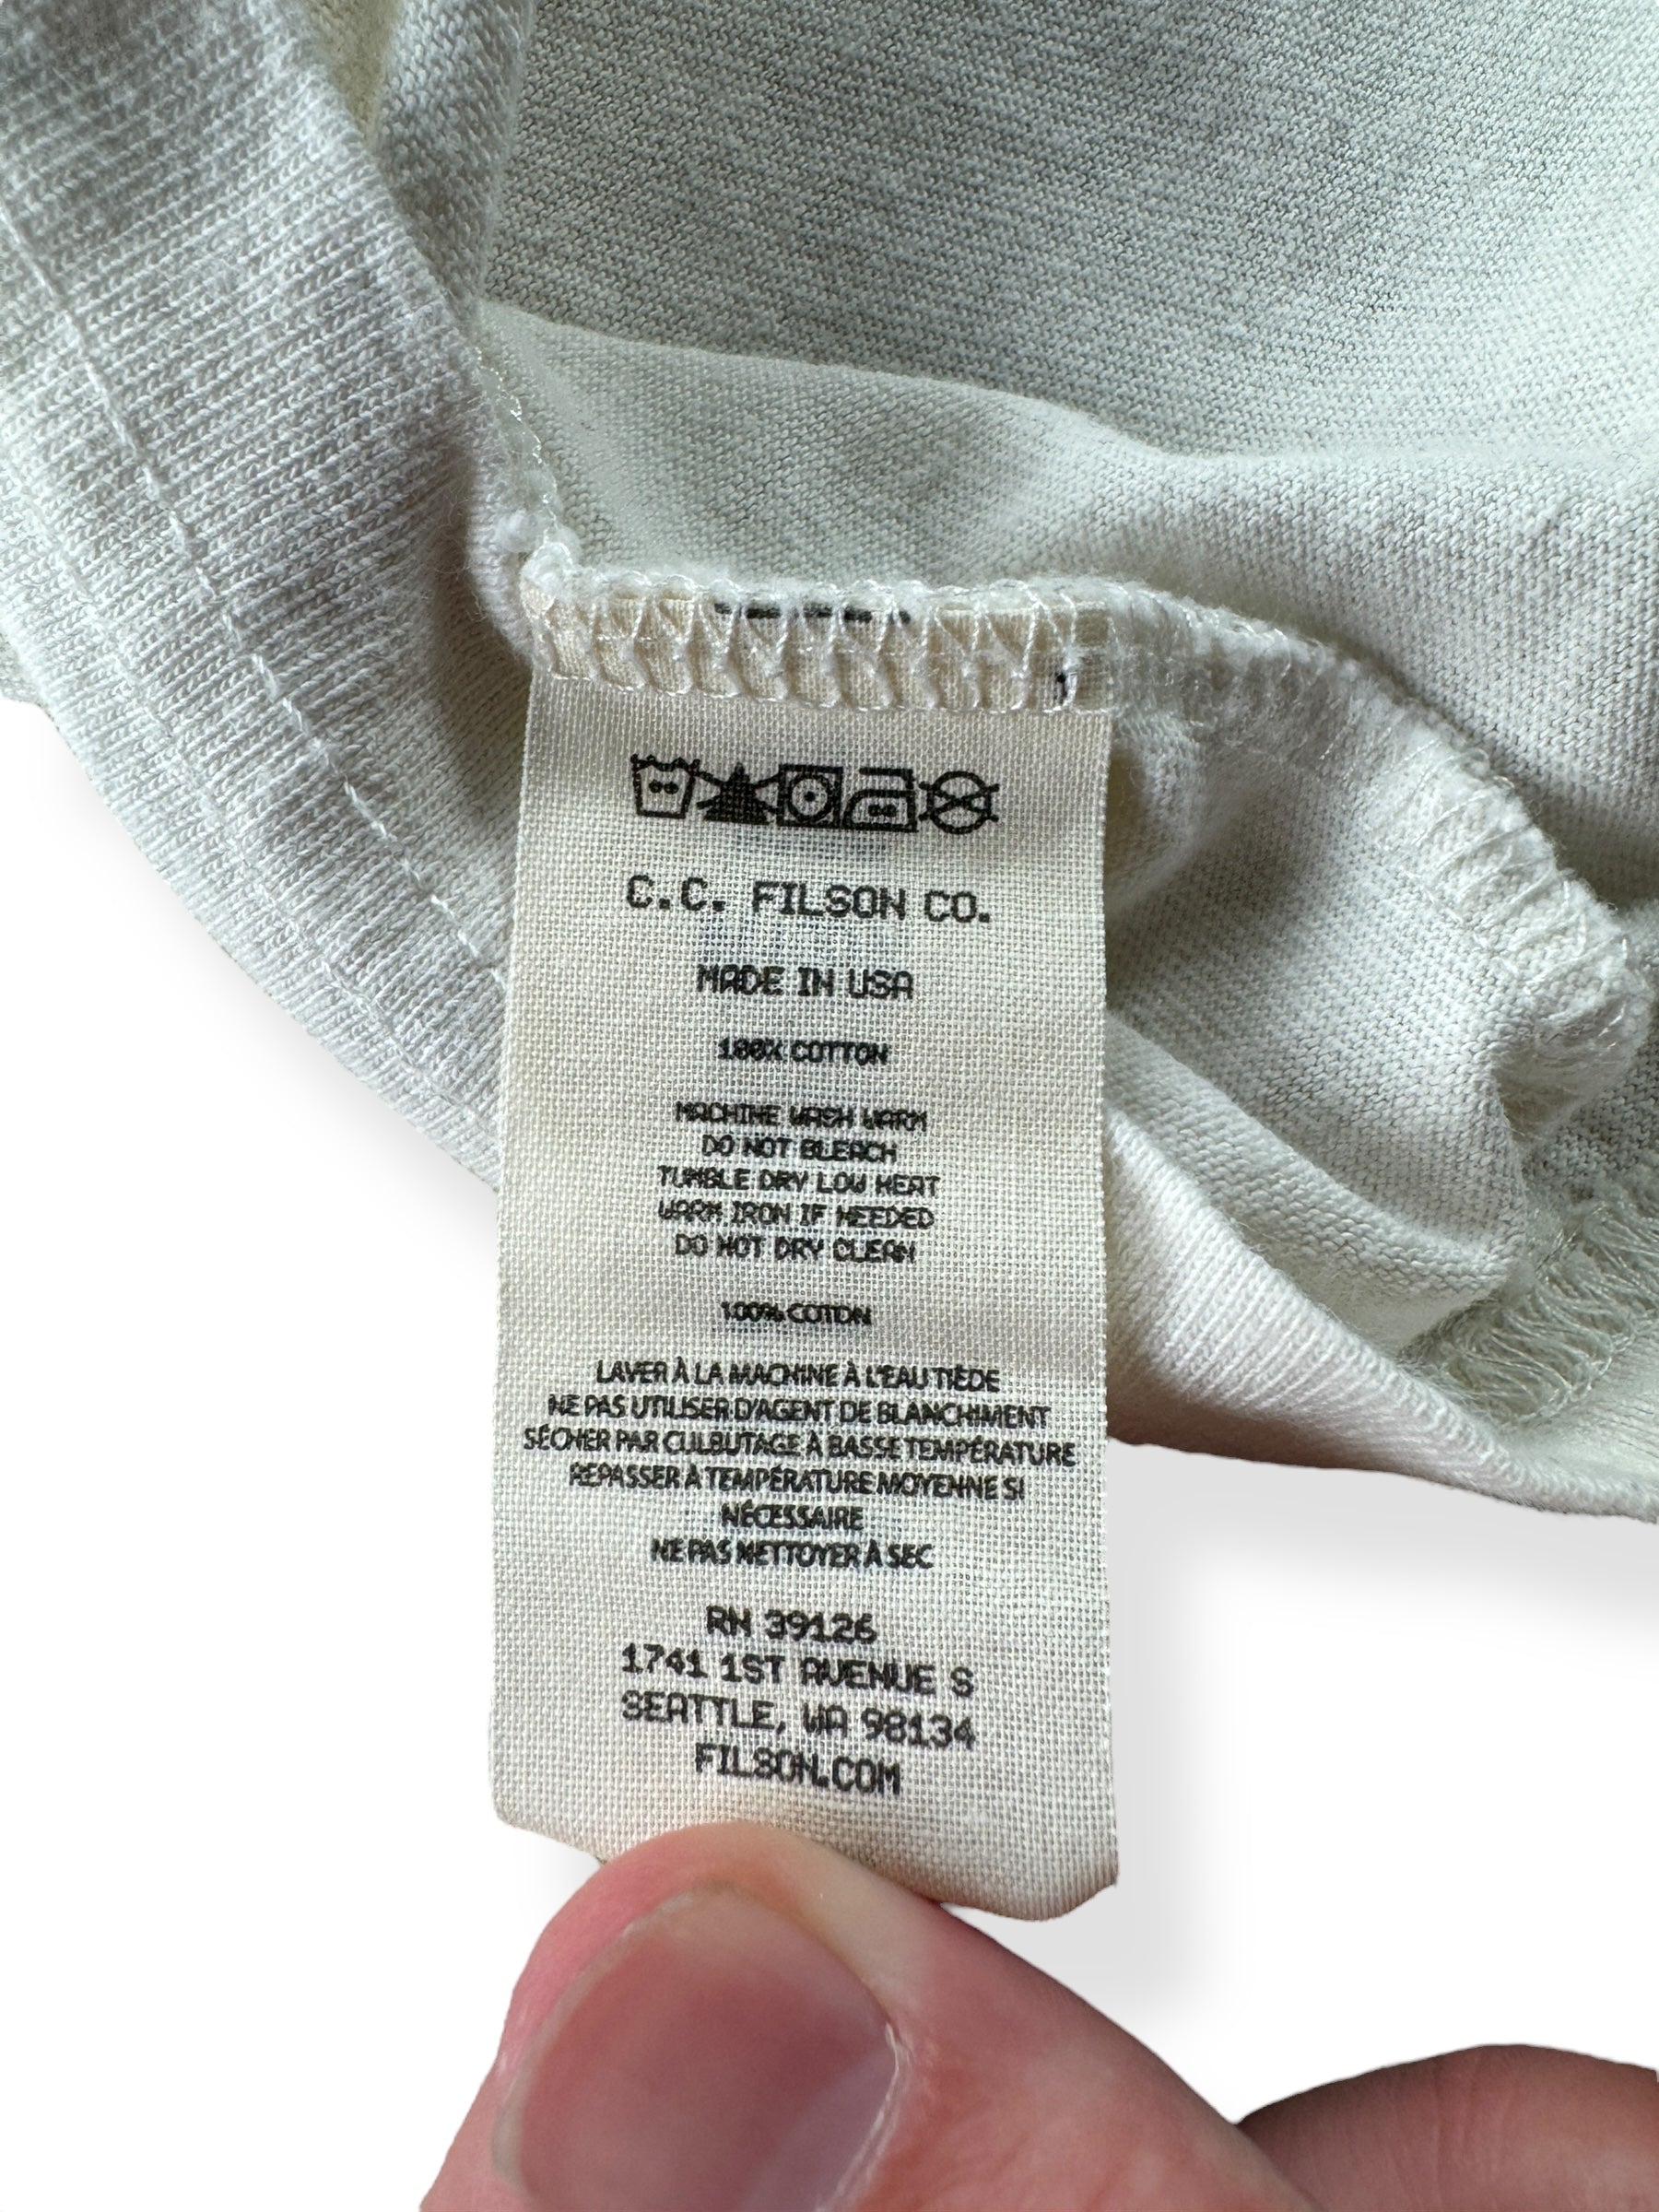 C.C. FILSON CO.
MADE IN USA
100% COTTON
MACHINE WASH WARM
DO NOT BLEACH
TUMBLE DRY LOW HEAT
WARM IRON IF NEEDED
DO NOT DRY CLEAN
100% COTON
LAVER À LA MACHINE À L'EAU TIÈDE
NE PAS UTILISER D'AGENT DE BLANCHIMENT
SÉCHER PAR CULBUTAGE À BASSE TEMPÉRATURE
REPASSER À TEMPÉRATURE MOYENNE SI
NÉCESSAIRE
NE PAS NETTOYER À SEC
RN 39126
1741 1ST AVENUE S
SEATTLE, WA 98134
FILSON.COM